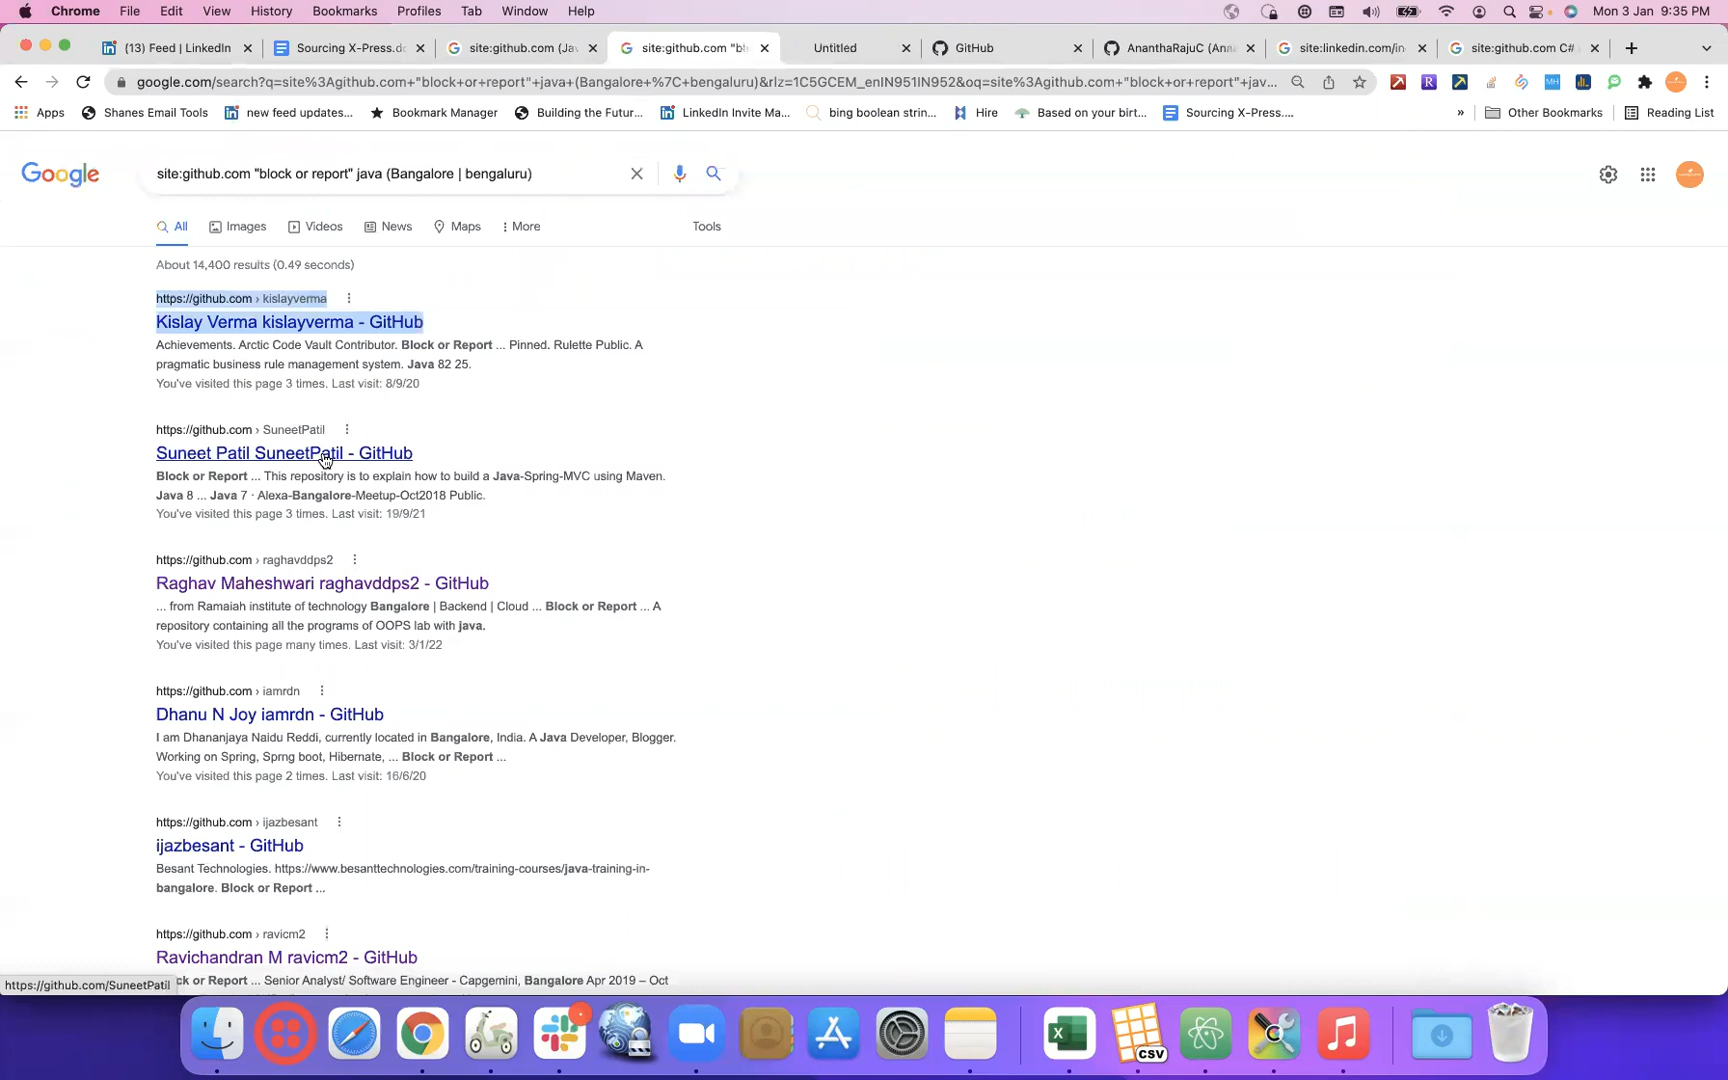 Chrome File Edit View History Bookmarks Profiles Tab Window Help Mon 3 Jan 9:35 PM
(13) Feed | LinkedIn Sourcing X-Press.do site:github.com (Jav site:github.com "bl Untitled GitHub AnanthaRajuC (Ana site:linkedin.com/in site:github.com C#
google.com/search?q=site%3Agithub.com+"block+or+report"+java+(Bangalore+%7C+bengaluru)&rlz=1C5GCEM_enIN951IN952&oq=site%3Agithub.com+"block+or+report"+jav...
Apps Shanes Email Tools new feed updates... Bookmark Manager Building the Futur... LinkedIn Invite Ma... bing boolean strin... Hire Based on your birt... Sourcing X-Press.... » Other Bookmarks Reading List
Google site:github.com "block or report" java (Bangalore | bengaluru)
All Images Videos News Maps More Tools
About 14,400 results (0.49 seconds)
https://github.com › kislayverma
Kislay Verma kislayverma - GitHub
Achievements. Arctic Code Vault Contributor. Block or Report ... Pinned. Rulette Public. A
pragmatic business rule management system. Java 82 25.
You've visited this page 3 times. Last visit: 8/9/20
https://github.com › SuneetPatil
Suneet Patil SuneetPatil - GitHub
Block or Report ... This repository is to explain how to build a Java-Spring-MVC using Maven.
Java 8 ... Java 7 · Alexa-Bangalore-Meetup-Oct2018 Public.
You've visited this page 3 times. Last visit: 19/9/21
https://github.com › raghavddps2
Raghav Maheshwari raghavddps2 - GitHub
... from Ramaiah institute of technology Bangalore | Backend | Cloud ... Block or Report ... A
repository containing all the programs of OOPS lab with java.
You've visited this page many times. Last visit: 3/1/22
https://github.com › iamrdn
Dhanu N Joy iamrdn - GitHub
I am Dhananjaya Naidu Reddi, currently located in Bangalore, India. A Java Developer, Blogger.
Working on Spring, Sprng boot, Hibernate, ... Block or Report ...
You've visited this page 2 times. Last visit: 16/6/20
https://github.com › ijazbesant
ijazbesant - GitHub
Besant Technologies. https://www.besanttechnologies.com/training-courses/java-training-in-
bangalore. Block or Report ...
https://github.com › ravicm2
Ravichandran M ravicm2 - GitHub
ck or Report ... Senior Analyst/ Software Engineer - Capgemini, Bangalore Apr 2019 – Oct
https://github.com/SuneetPatil
CSV